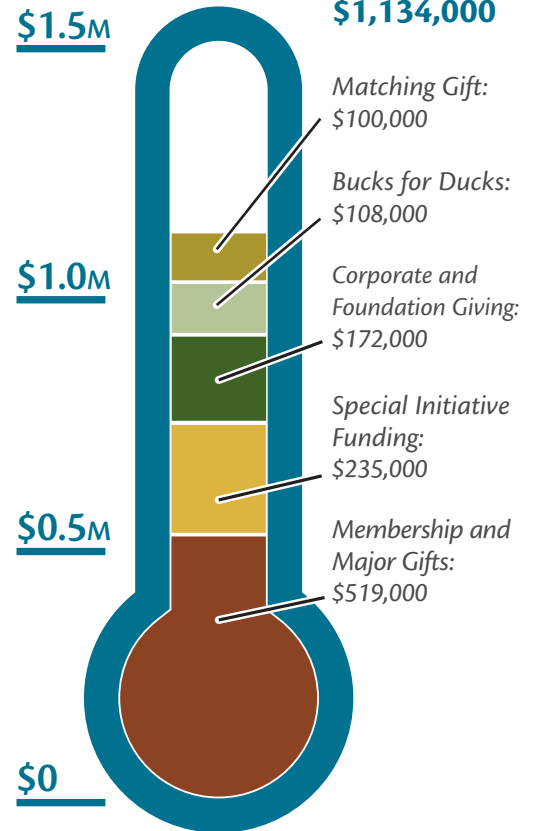 $1,134,000
$1.5M
Matching Gift:
$100,000
Bucks for Ducks:
$108,000
$1.0M
Corporate and
Foundation Giving:
$172,000
Special Initiative
Funding:
$235,000
$0.5M
Membership and
Major Gifts:
$519,000
$0